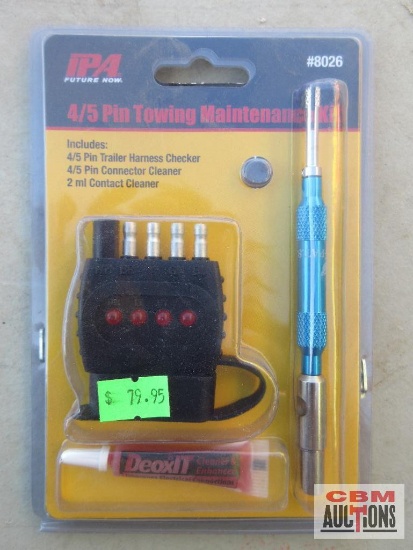 IPA
FUTURE NOW.
#8026
4/5 Pin Towing Maintenance Kit
Includes:
4/5 Pin Trailer Harness Checker
4/5 Pin Connector Cleaner
2 ml Contact Cleaner
$ 79.95
DeoxIT
CBM
AUCTIONS